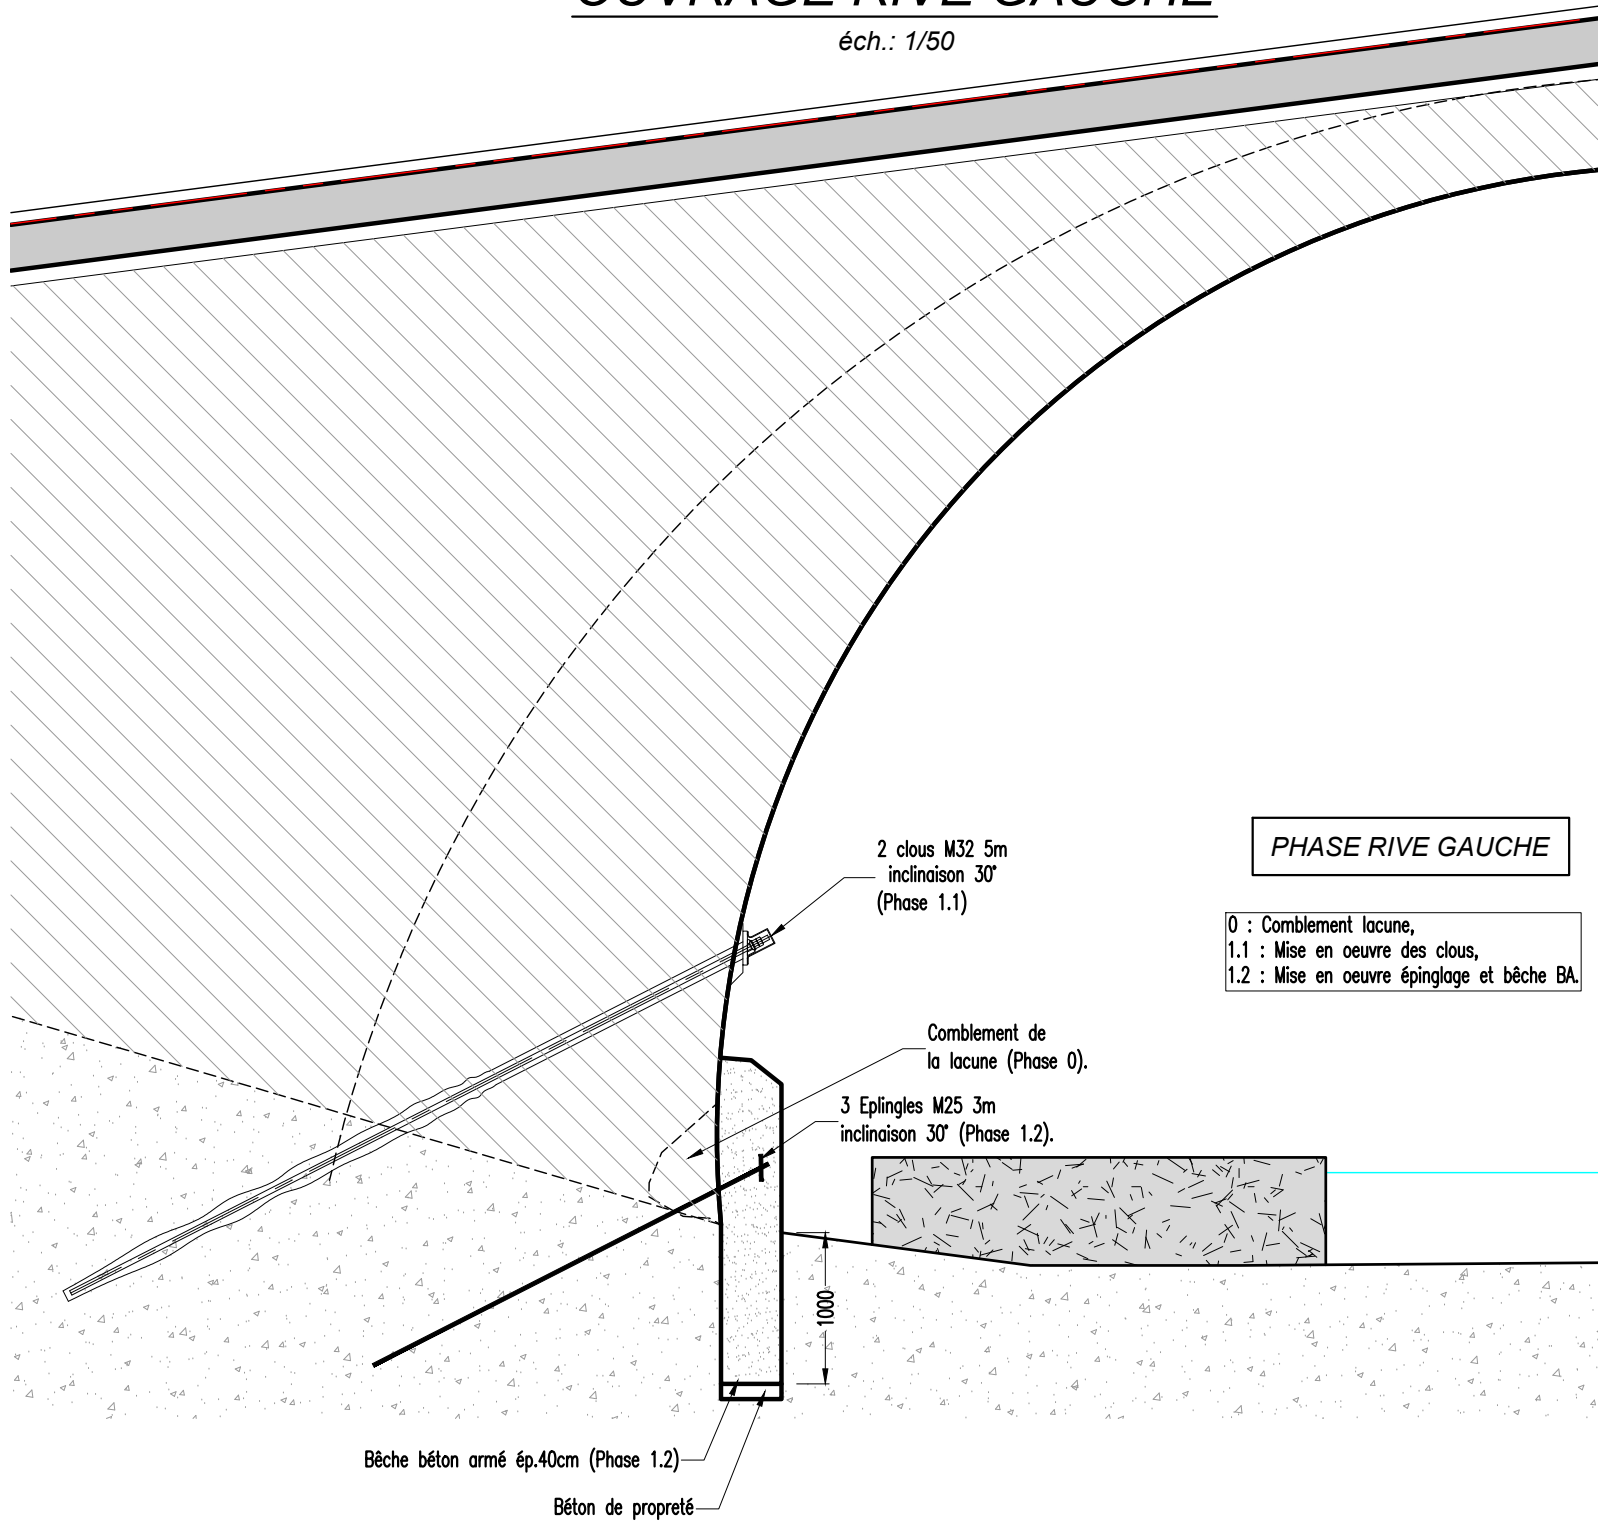 OUVRAGE RIVE GAUCHE
éch.: 1/50
2 clous M32 5m
inclinaison 30°
(Phase 1.1)
PHASE RIVE GAUCHE
0 : Comblement lacune,
1.1 : Mise en oeuvre des clous,
1.2 : Mise en oeuvre épinglage et bêche BA.
Comblement de
la lacune (Phase 0).
3 Eplingles M25 3m
inclinaison 30° (Phase 1.2).
1000
Bêche béton armé ép.40cm (Phase 1.2)
Béton de propreté